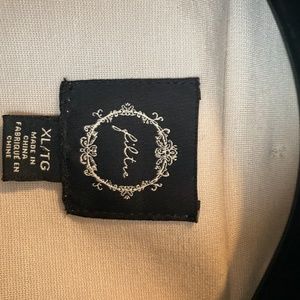 filtre
XL/TG
MADE IN
CHINA
FABRIQUÉ EN
CHINE